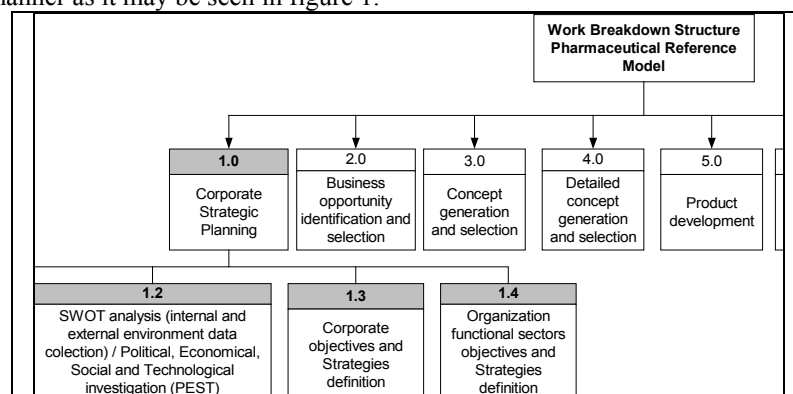 anner as it may be seen in figure 1.
Work Breakdown Structure
Pharmaceutical Reference
Model
1.0
Corporate
Strategic
Planning
2.0
Business
opportunity
identification and
selection
3.0
Concept
generation
and selection
4.0
Detailed
concept
generation
and selection
5.0
Product
development
1.2
SWOT analysis (internal and
external environment data
colection) / Political, Economical,
Social and Technological
investigation (PEST)
1.3
Corporate
objectives and
Strategies
definition
1.4
Organization
functional sectors
objectives and
Strategies
definition